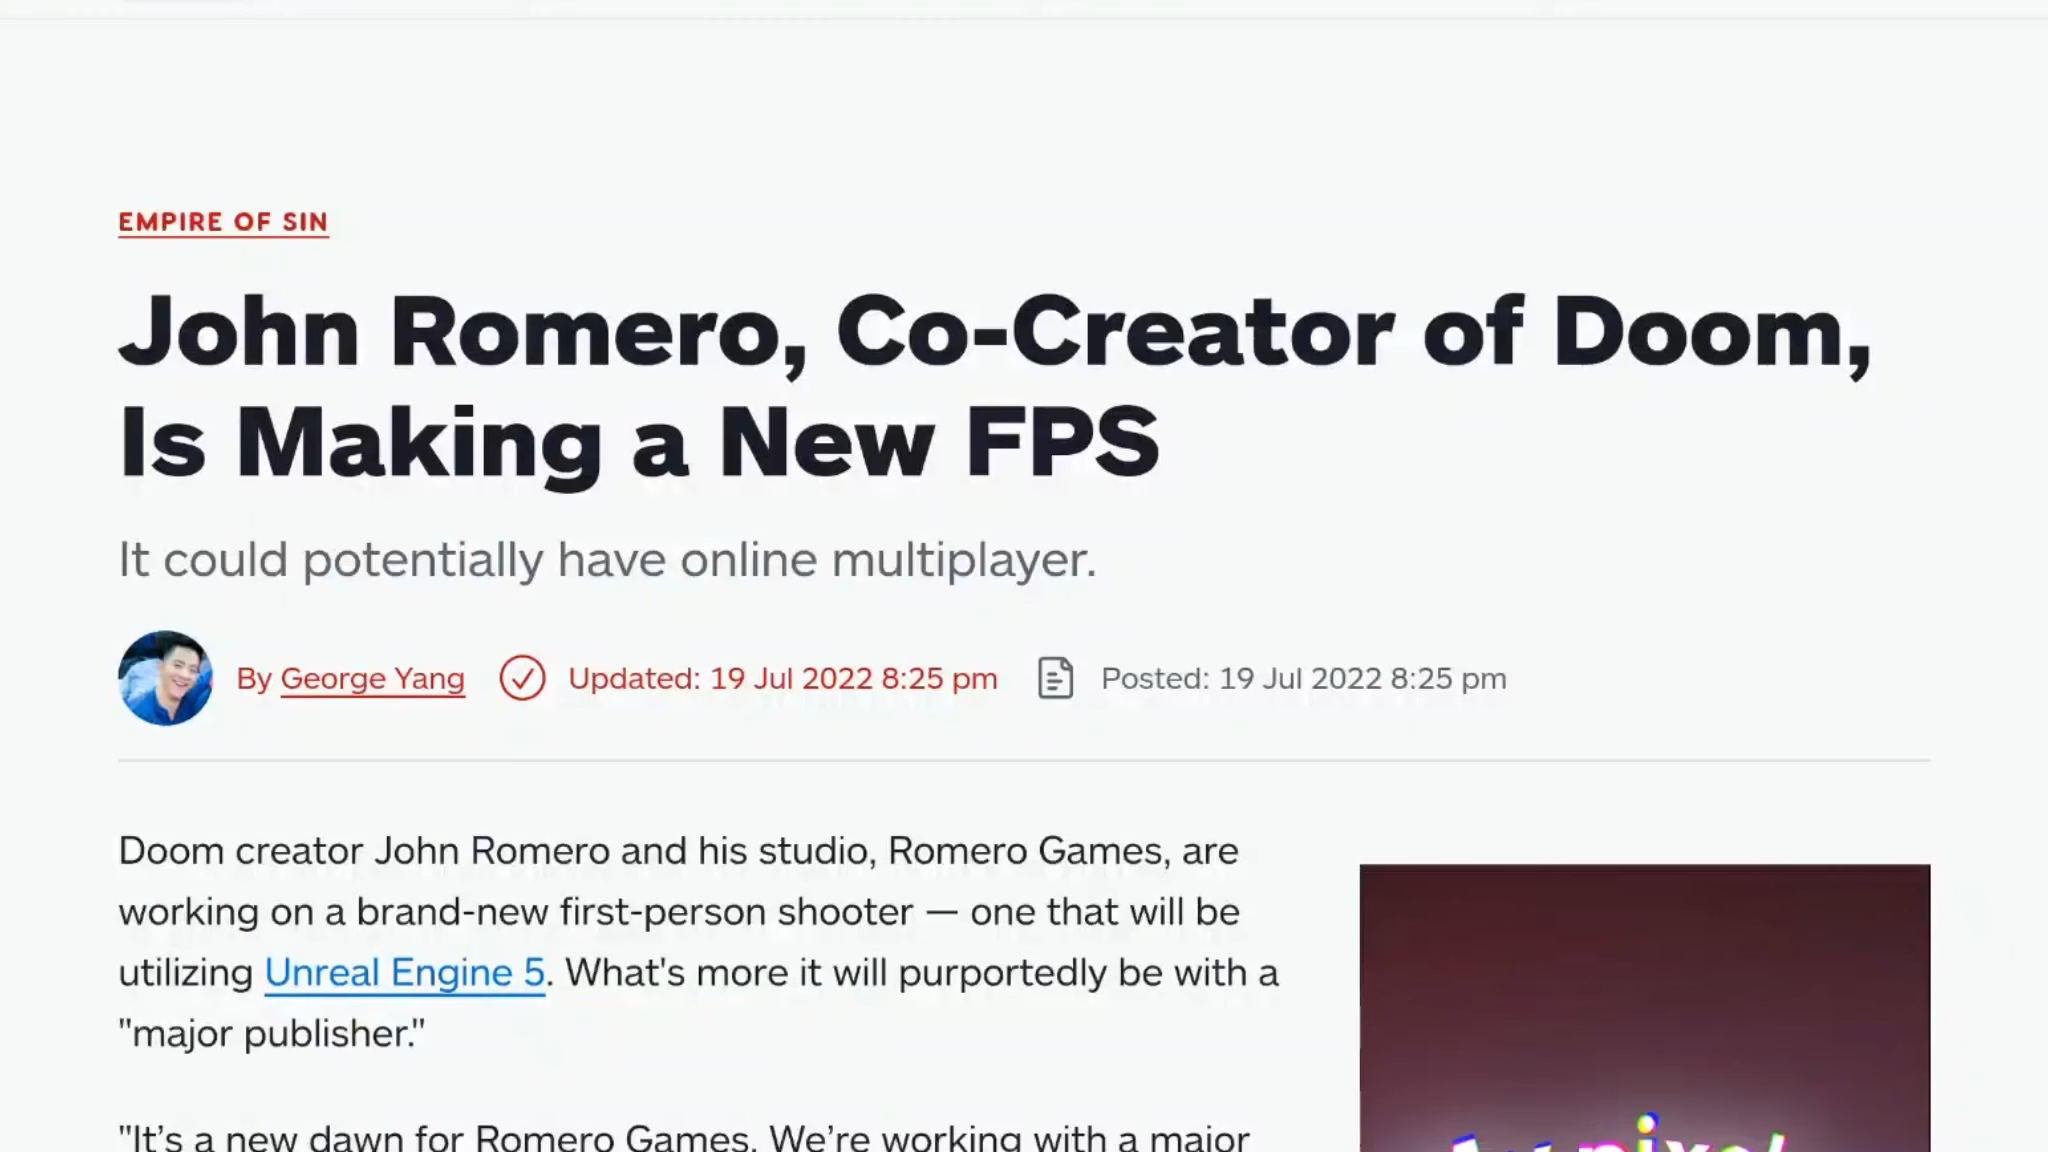 EMPIRE OF SIN
John Romero, Co-Creator of Doom,
Is Making a New FPS
It could potentially have online multiplayer.
By George Yang Updated: 19 Jul 2022 8:25 pm Posted: 19 Jul 2022 8:25 pm
Doom creator John Romero and his studio, Romero Games, are
working on a brand-new first-person shooter — one that will be
utilizing Unreal Engine 5. What's more it will purportedly be with a
"major publisher."
"It’s a new dawn for Romero Games. We’re working with a major